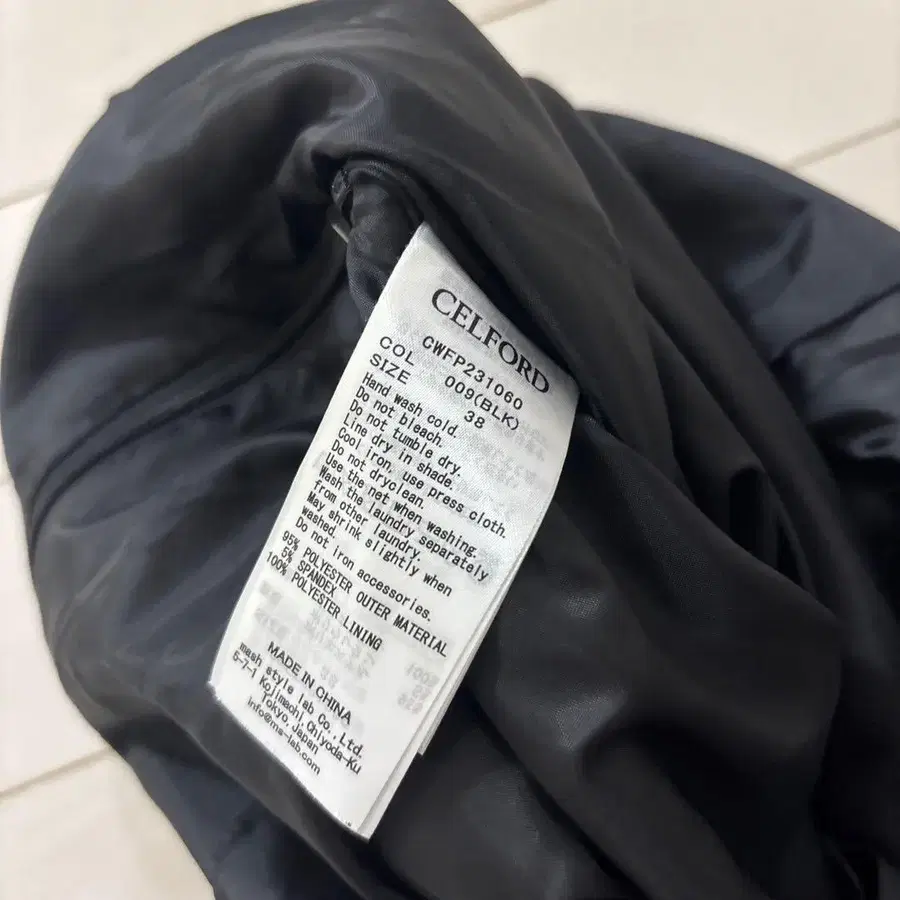 CELFORD
CWFP231060
COL 009(BLK)
SIZE 38
Hand wash cold.
Do not bleach.
Do not tumble dry.
Line dry in shade.
Cool iron, use press cloth.
Do not dryclean.
Use the net when washing.
Wash the laundry separately
from other laundry.
May shrink slightly when
washed.
Do not iron accessories.
95% POLYESTER OUTER MATERIAL
5% SPANDEX
100% POLYESTER LINING
MADE IN CHINA
mash style lab Co.,Ltd.
5-7-1 Kojimachi, Chiyoda-Ku
Tokyo, Japan
info@ms-lab.com